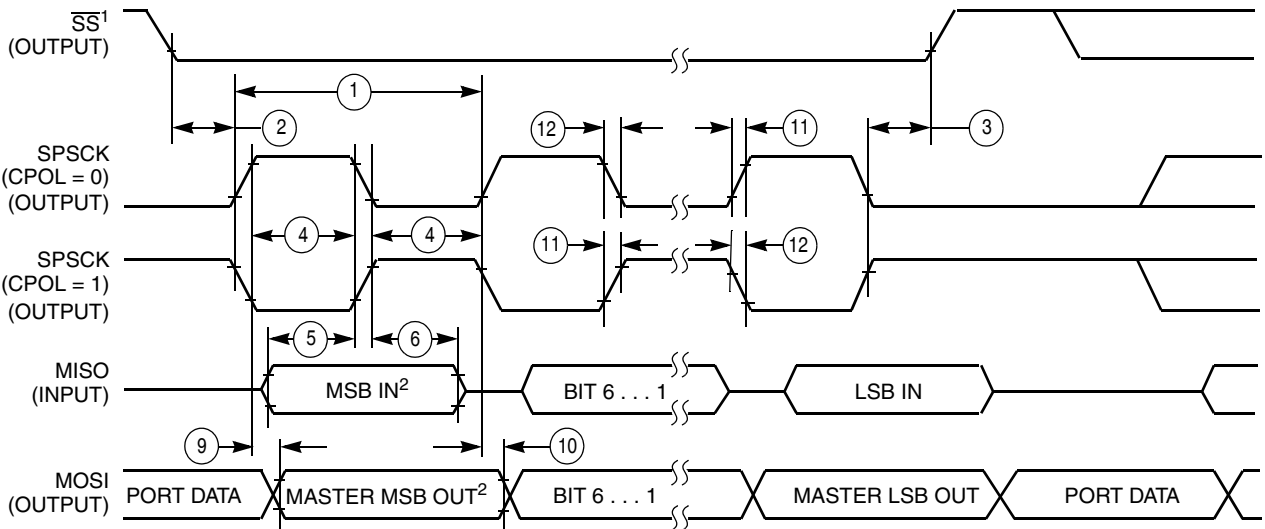 SS¹
(OUTPUT)
1
2
12
11
3
SPSCK
(CPOL = 0)
(OUTPUT)
4
4
11
12
SPSCK
(CPOL = 1)
(OUTPUT)
5
6
MISO
(INPUT)
MSB IN²
BIT 6 . . . 1
LSB IN
9
10
MOSI
(OUTPUT)
PORT DATA
MASTER MSB OUT²
BIT 6 . . . 1
MASTER LSB OUT
PORT DATA